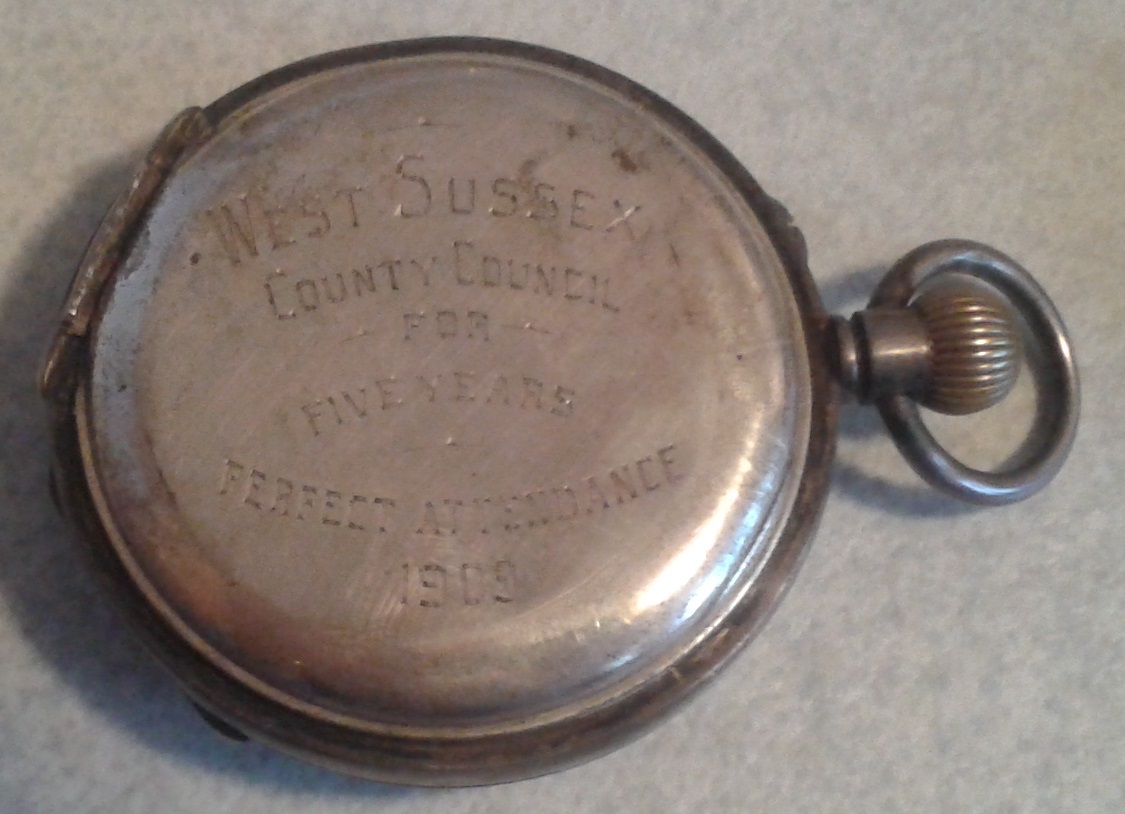 WEST SUSSEX
COUNTY COUNCIL
FOR
FIVE YEARS
PERFECT ATTENDANCE
1909